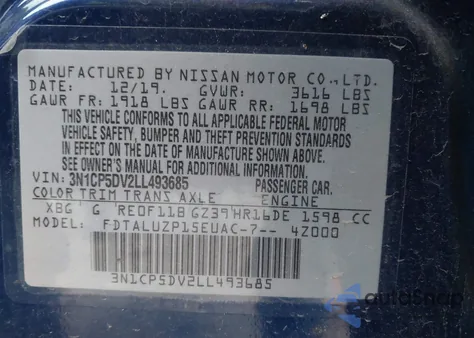 MANUFACTURED BY NISSAN MOTOR CO., LTD.
DATE: 12/19. GVWR: 3616 LBS
GAWR FR: 1918 LBS GAWR RR: 1698 LBS
THIS VEHICLE CONFORMS TO ALL APPLICABLE FEDERAL MOTOR
VEHICLE SAFETY, BUMPER AND THEFT PREVENTION STANDARDS
IN EFFECT ON THE DATE OF MANUFACTURE SHOWN ABOVE.
SEE OWNER'S MANUAL FOR ADDITIONAL INFORMATION
VIN: 3N1CP5DV2LL493685 PASSENGER CAR.
COLOR TRIM TRANS AXLE ENGINE
XBG G RE0F11B GZ39 HR16DE 1598 CC
MODEL: FDTALUZP15EUAC-7-- 4Z000
3N1CP5DV2LL493685
autoSnap